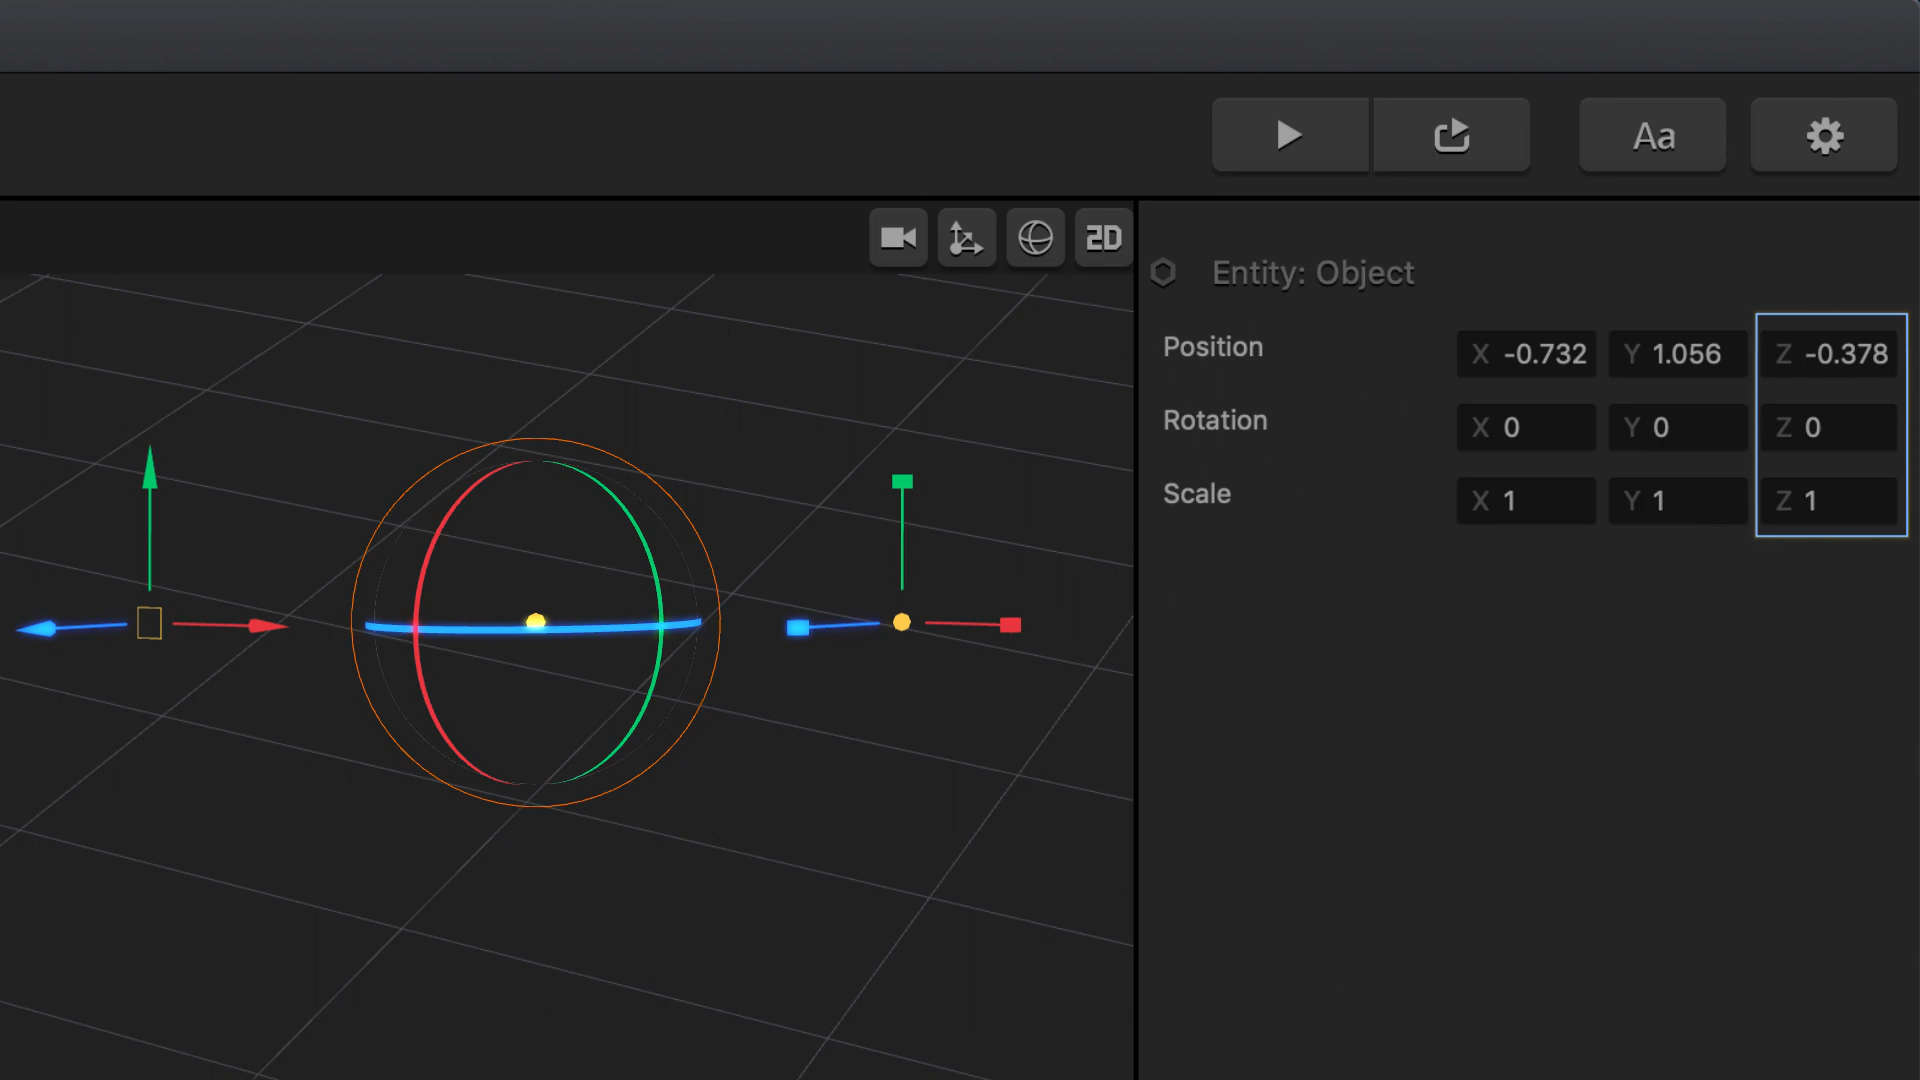 Aa
2D
Entity: Object
Position X -0.732 Y 1.056 Z -0.378
Rotation X 0 Y 0 Z 0
Scale X 1 Y 1 Z 1